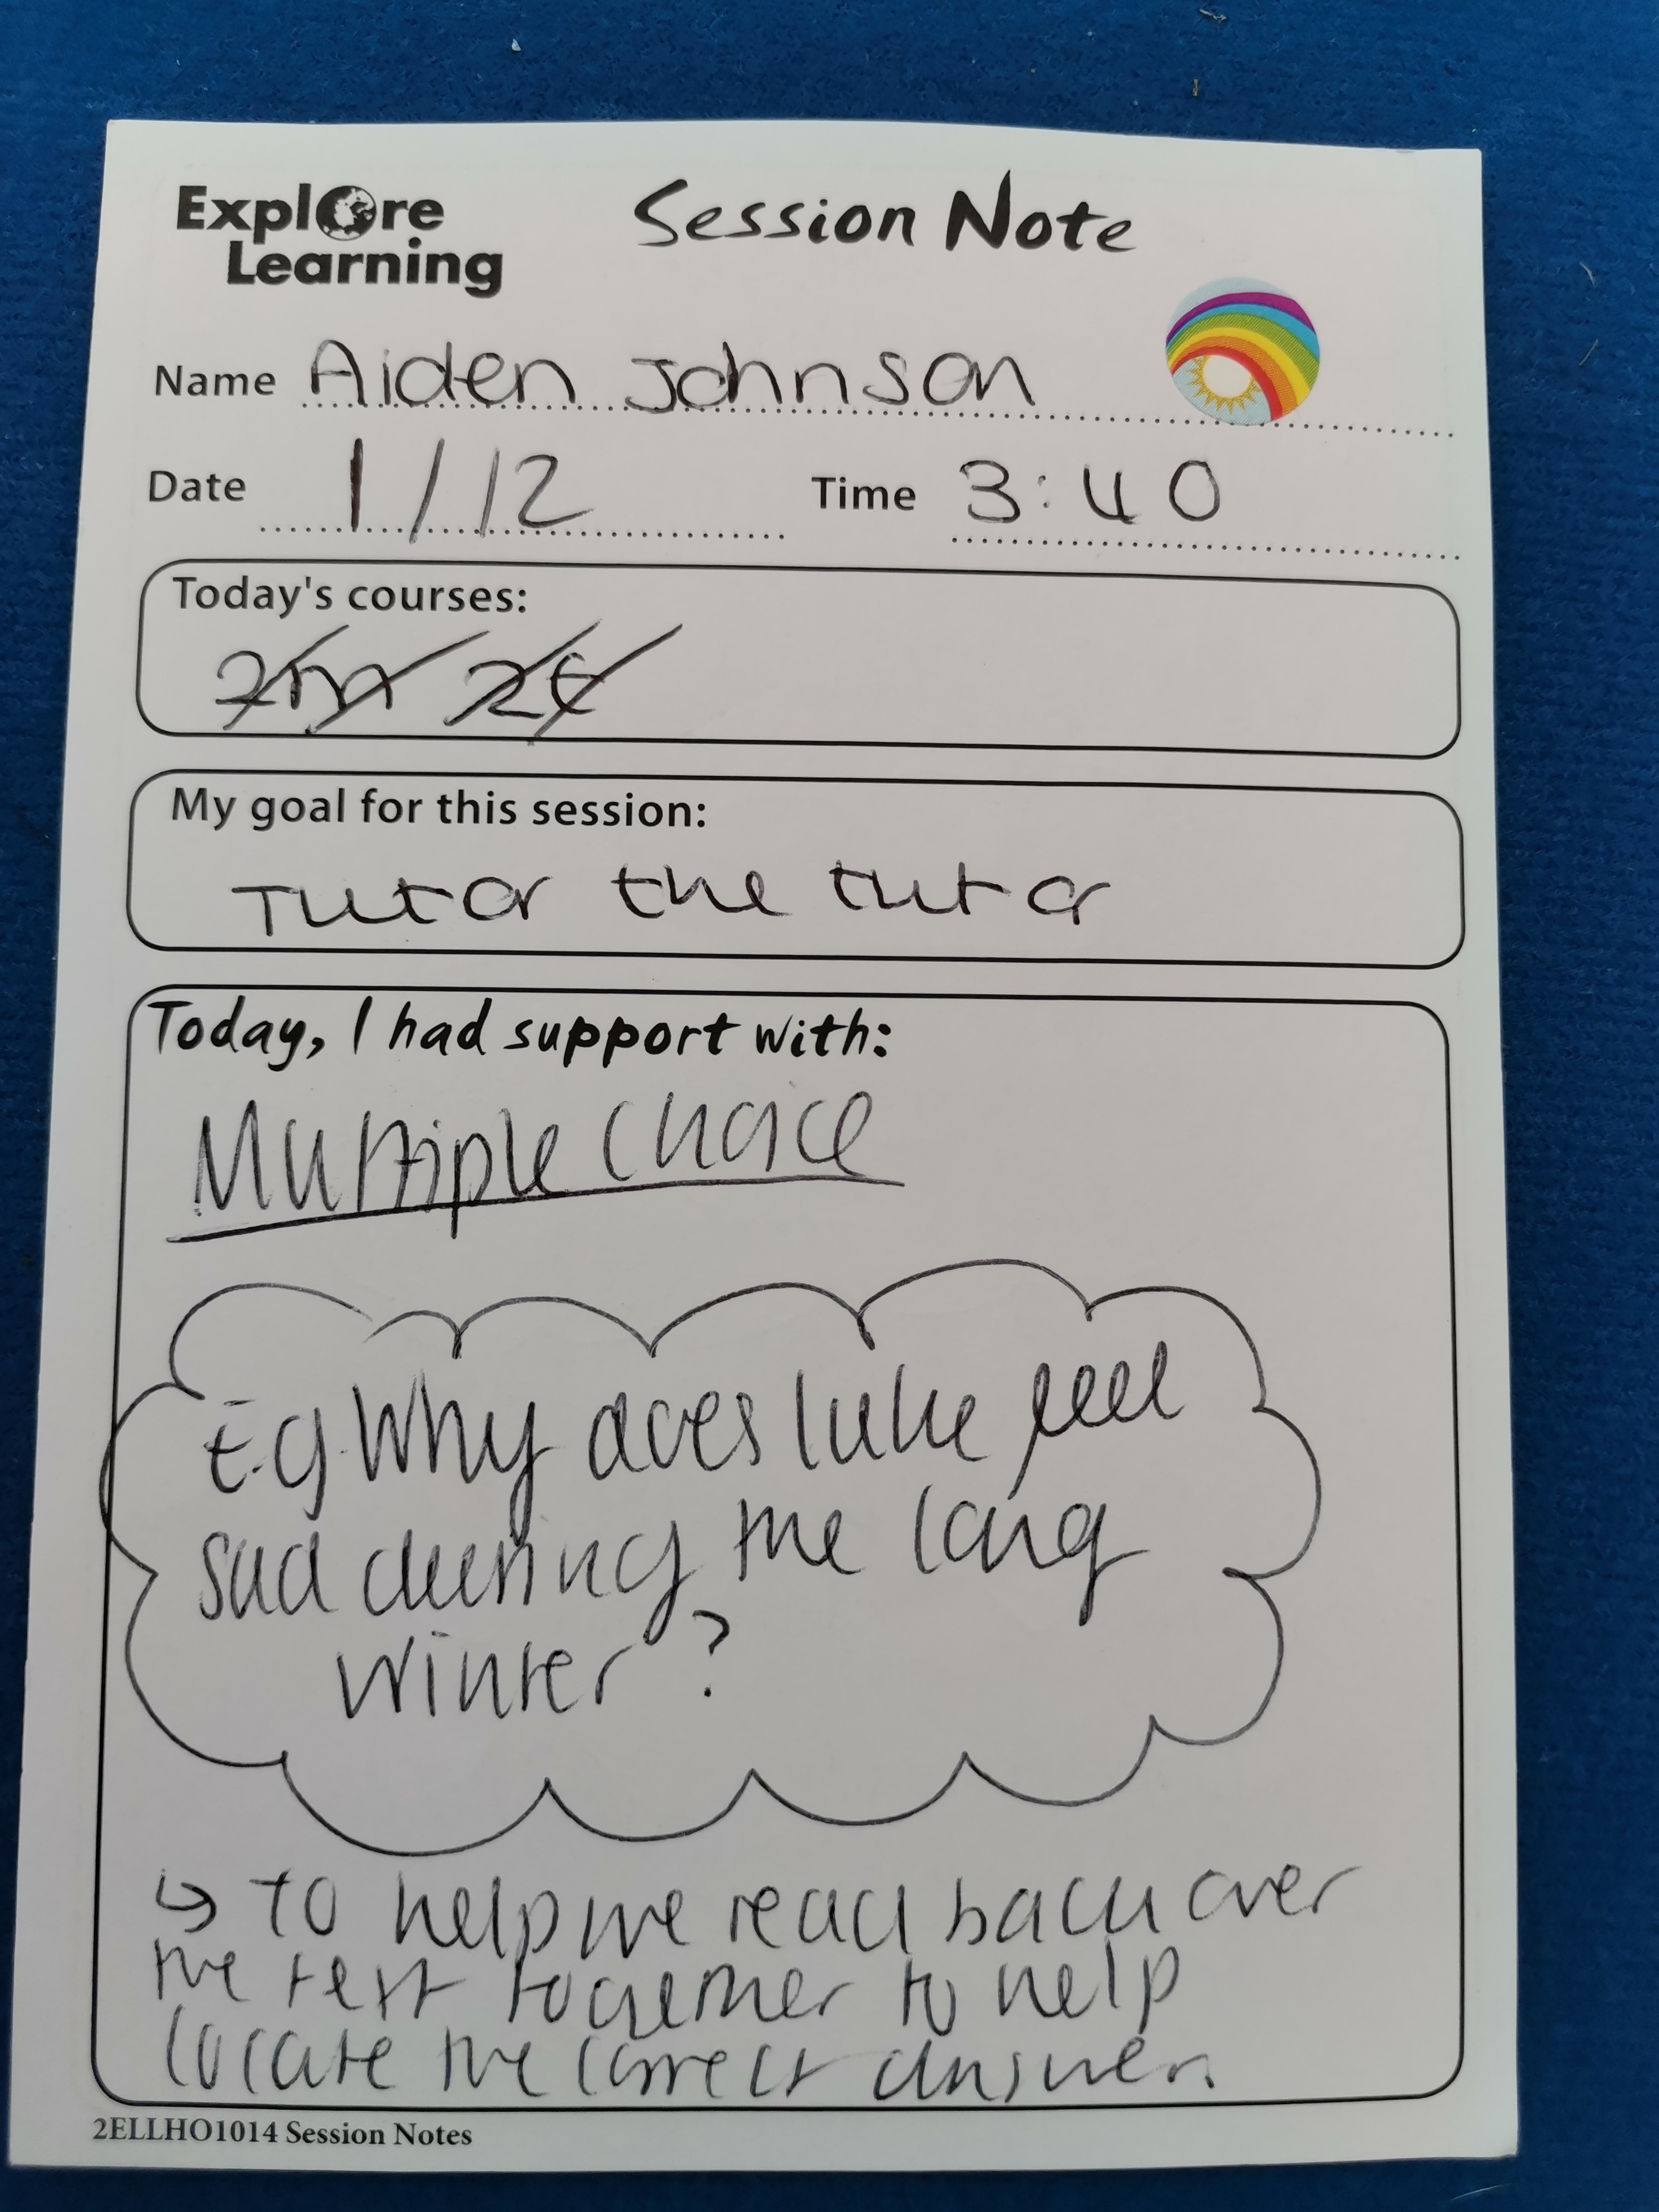 Explore
Learning
Session Note
Name Aiden Johnson
Date 1/12 Time 3:40
Today's courses:
2m 2E
My goal for this session:
Tutor the tutor
Today, I had support with:
Multiple choice
E.g. Why does luke feel
sad during the long
winter?
↳ to help we read back over
the text together to help
locate the correct answer.
2ELLHO1014 Session Notes